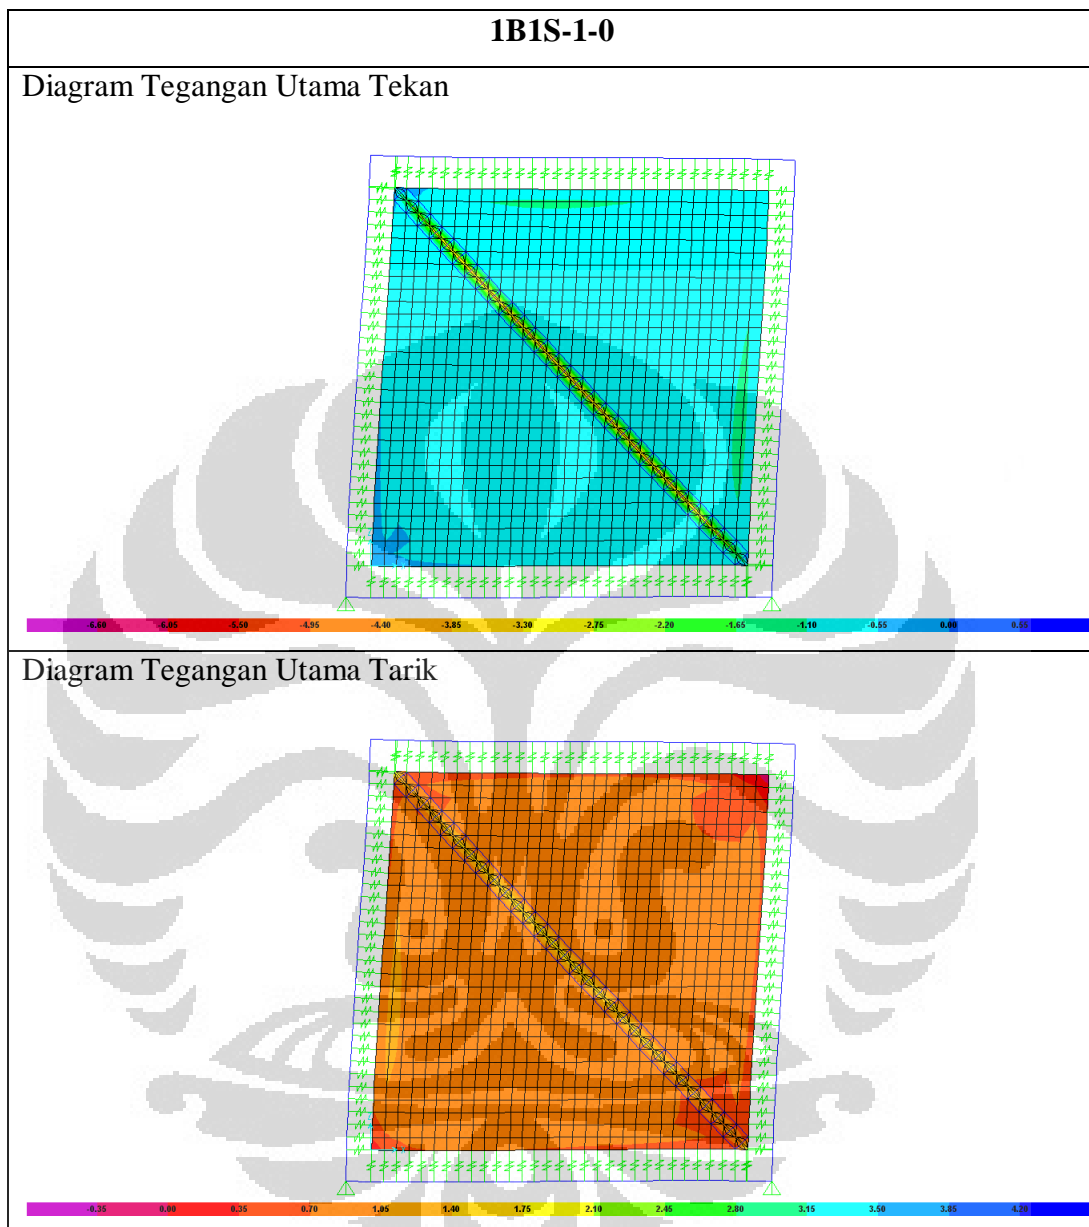 1B1S-1-0
Diagram Tegangan Utama Tekan
-6.60 -6.05 -5.50 -4.95 -4.40 -3.85 -3.30 -2.75 -2.20 -1.65 -1.10 -0.55 0.00 0.55
Diagram Tegangan Utama Tarik
-0.35 0.00 0.35 0.70 1.05 1.40 1.75 2.10 2.45 2.80 3.15 3.50 3.85 4.20